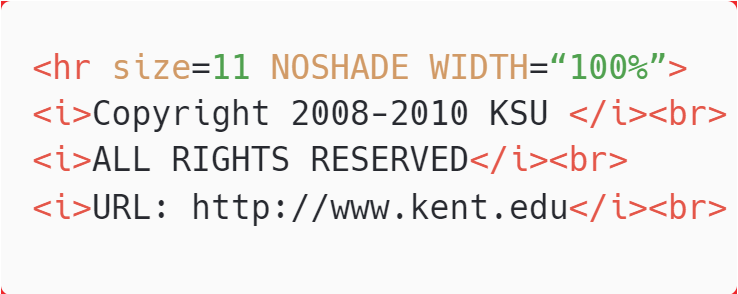 <hr size=11 NOSHADE WIDTH=“100%”>
<i>Copyright 2008-2010 KSU </i><br>
<i>ALL RIGHTS RESERVED</i><br>
<i>URL: http://www.kent.edu</i><br>